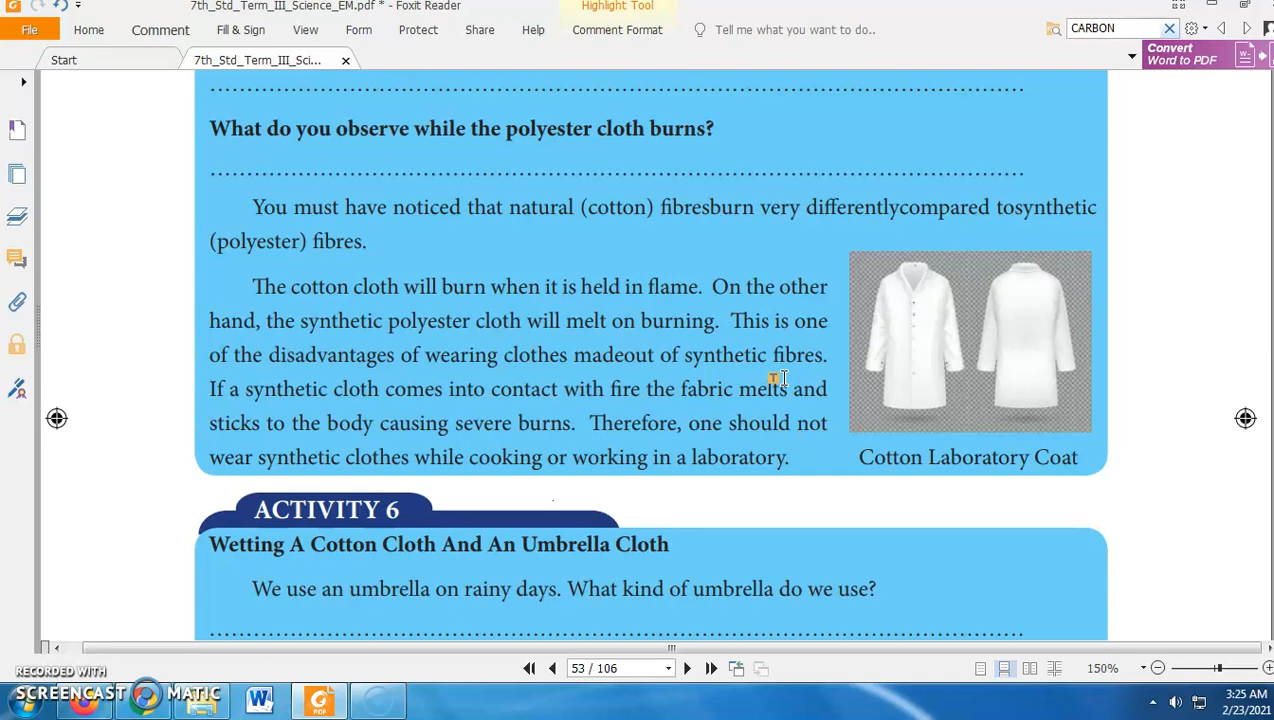 7th_Std_Term_III_Science_EM.pdf * - Foxit Reader
Highlight Tool
File Home Comment Fill & Sign View Form Protect Share Help Comment Format Tell me what you want to do.. CARBON
Start 7th_Std_Term_III_Sci... Convert
Word to PDF
What do you observe while the polyester cloth burns?
You must have noticed that natural (cotton) fibresburn very differentlycompared tosynthetic
(polyester) fibres.
The cotton cloth will burn when it is held in flame. On the other
hand, the synthetic polyester cloth will melt on burning. This is one
of the disadvantages of wearing clothes madeout of synthetic fibres.
If a synthetic cloth comes into contact with fire the fabric melts and
sticks to the body causing severe burns. Therefore, one should not
wear synthetic clothes while cooking or working in a laboratory.
Cotton Laboratory Coat
ACTIVITY 6
Wetting A Cotton Cloth And An Umbrella Cloth
We use an umbrella on rainy days. What kind of umbrella do we use?
53 / 106 150%
RECORDED WITH
SCREENCAST MATIC
W PDF
3:25 AM
2/23/2021